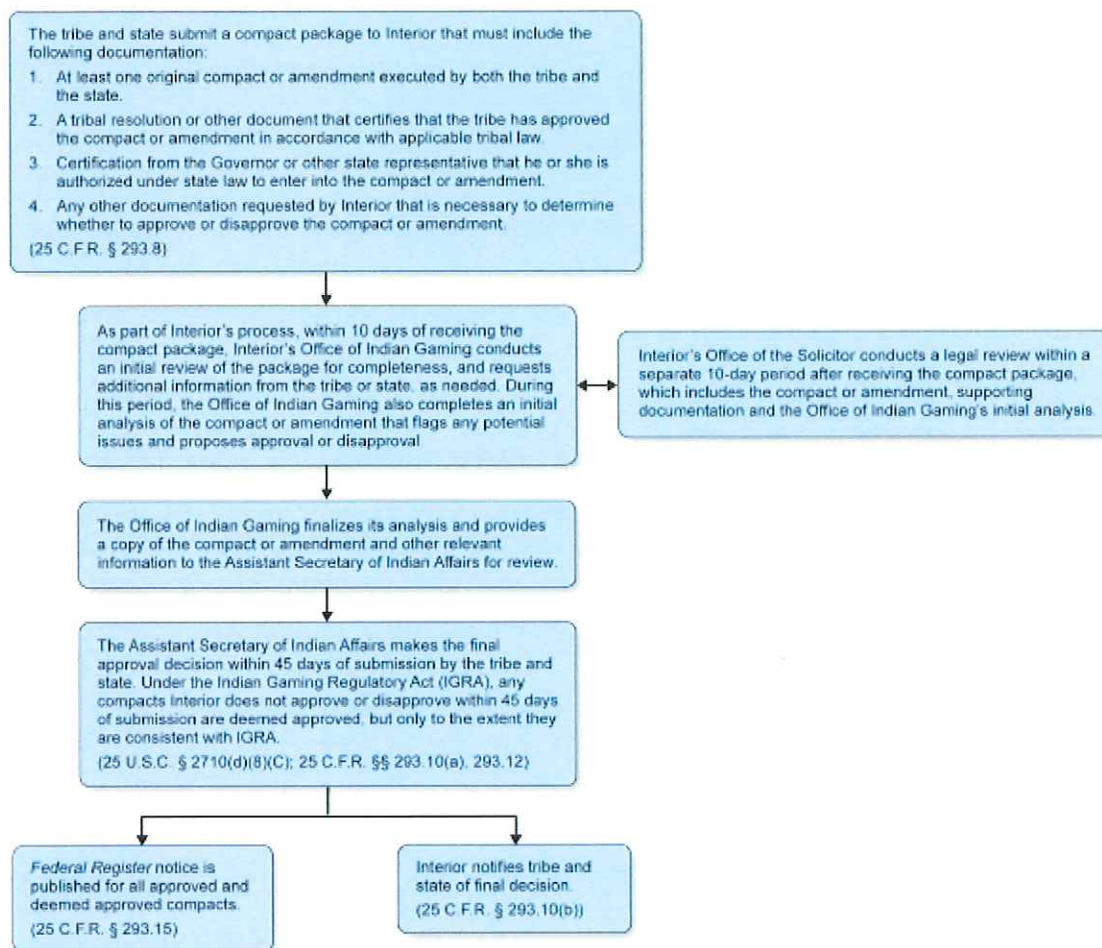 The tribe and state submit a compact package to Interior that must include the
following documentation:
1. At least one original compact or amendment executed by both the tribe and
the state.
2. A tribal resolution or other document that certifies that the tribe has approved
the compact or amendment in accordance with applicable tribal law.
3. Certification from the Governor or other state representative that he or she is
authorized under state law to enter into the compact or amendment.
4. Any other documentation requested by Interior that is necessary to determine
whether to approve or disapprove the compact or amendment.
(25 C.F.R. § 293.8)
As part of Interior's process, within 10 days of receiving the
compact package, Interior's Office of Indian Gaming conducts
an initial review of the package for completeness, and requests
additional information from the tribe or state, as needed. During
this period, the Office of Indian Gaming also completes an initial
analysis of the compact or amendment that flags any potential
issues and proposes approval or disapproval
Interior's Office of the Solicitor conducts a legal review within a
separate 10-day period after receiving the compact package,
which includes the compact or amendment, supporting
documentation and the Office of Indian Gaming's initial analysis.
The Office of Indian Gaming finalizes its analysis and provides
a copy of the compact or amendment and other relevant
information to the Assistant Secretary of Indian Affairs for review.
The Assistant Secretary of Indian Affairs makes the final
approval decision within 45 days of submission by the tribe and
state. Under the Indian Gaming Regulatory Act (IGRA), any
compacts Interior does not approve or disapprove within 45 days
of submission are deemed approved, but only to the extent they
are consistent with IGRA.
(25 U.S.C. § 2710(d)(8)(C); 25 C.F.R. §§ 293.10(a), 293.12)
Federal Register notice is
published for all approved and
deemed approved compacts.
(25 C.F.R. § 293.15)
Interior notifies tribe and
state of final decision.
(25 C.F.R. § 293.10(b))